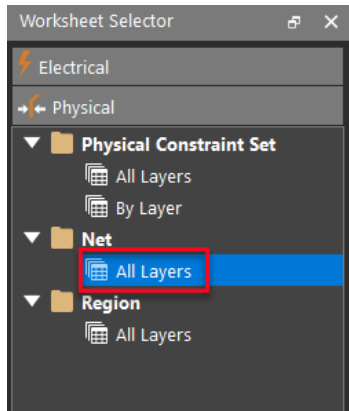 Worksheet Selector
Electrical
Physical
Physical Constraint Set
All Layers
By Layer
Net
All Layers
Region
All Layers